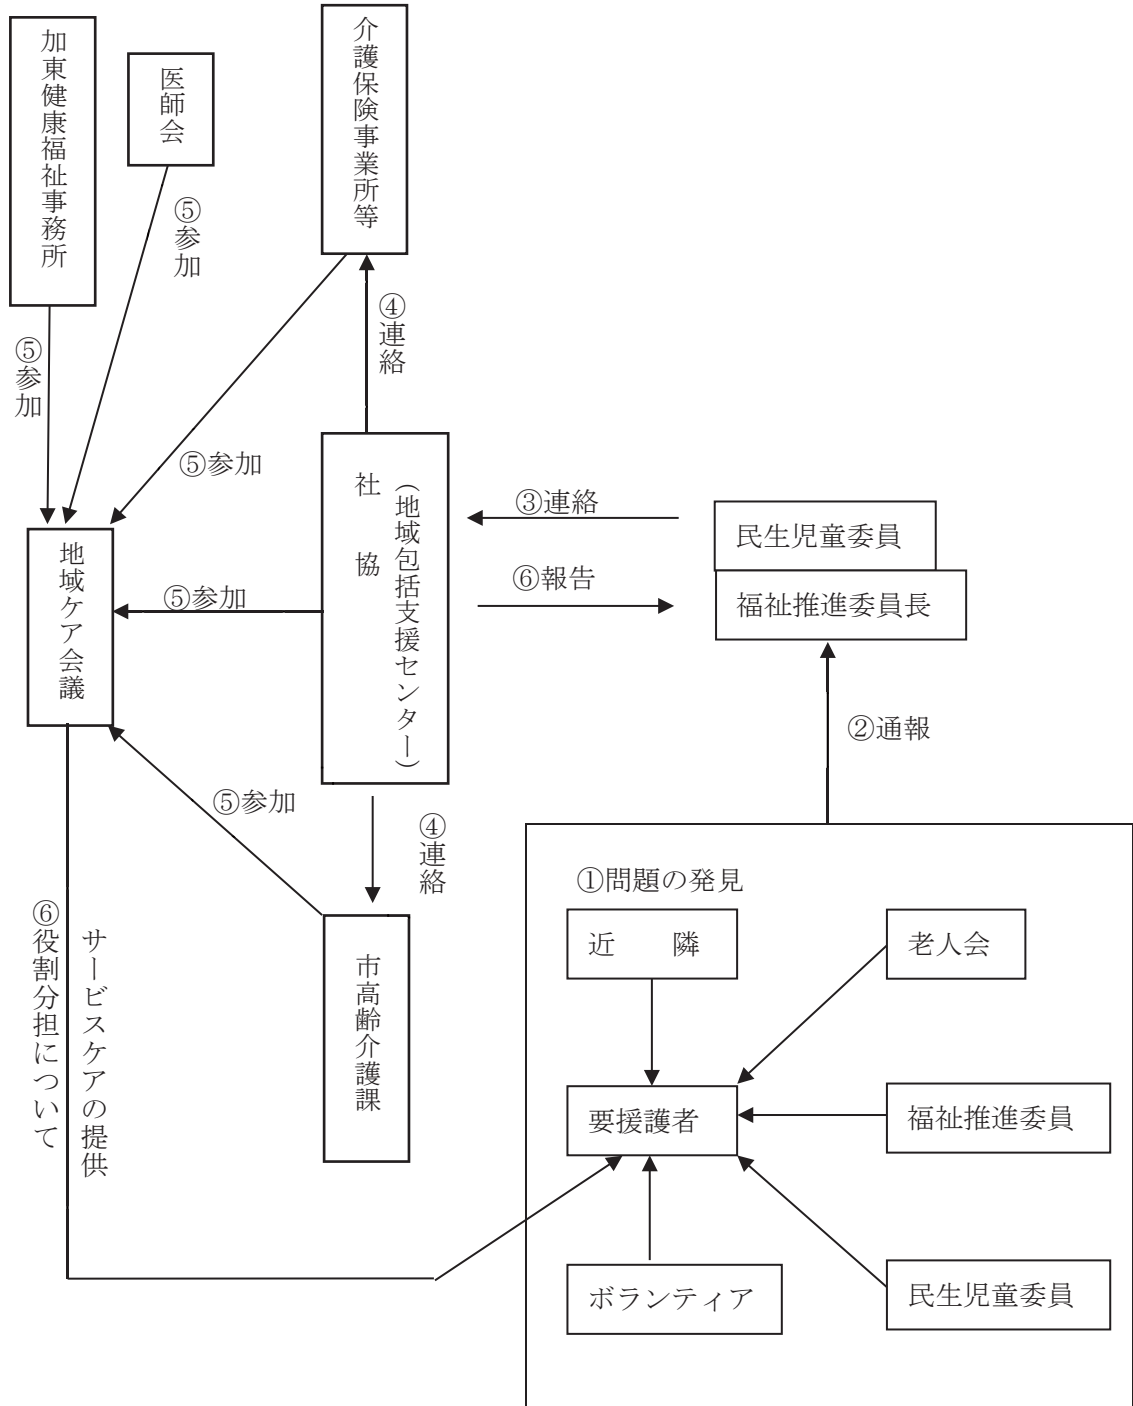 加東健康福祉事務所
医師会
介護保険事業所等
⑤参加
⑤参加
④連絡
⑤参加
社協
（地域包括支援センター）
③連絡
民生児童委員
⑥報告
福祉推進委員長
地域ケア会議
⑤参加
②通報
⑤参加
④連絡
①問題の発見
近隣
老人会
市高齢介護課
サービスケアの提供
⑥役割分担について
要援護者
福祉推進委員
ボランティア
民生児童委員